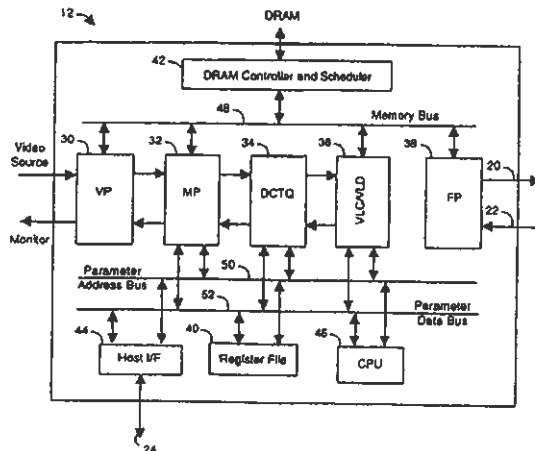 DRAM
12
42
DRAM Controller and Scheduler
48
Memory Bus
Video
Source
30
32
34
36
38
20
VP
MP
DCTQ
VLC/VLD
FP
22
Monitor
Parameter
Address Bus
50
52
Parameter
Data Bus
44
40
46
Host I/F
Register File
CPU
24